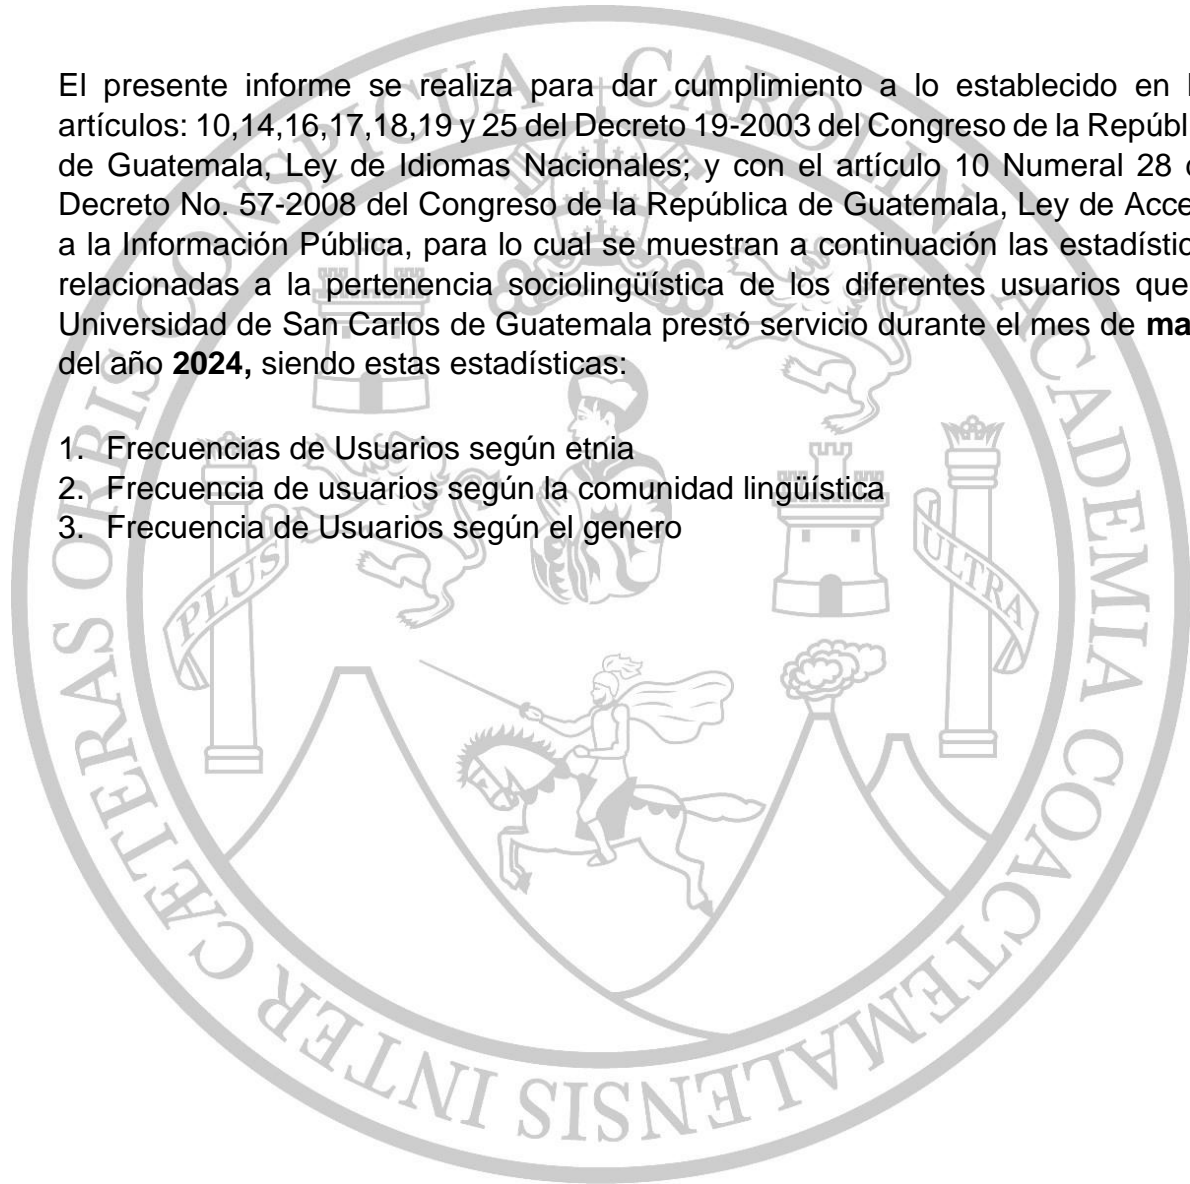 El presente informe se realiza para dar cumplimiento a lo establecido en l
artículos: 10,14,16,17,18,19 y 25 del Decreto 19-2003 del Congreso de la Repúbl
de Guatemala, Ley de Idiomas Nacionales; y con el artículo 10 Numeral 28
Decreto No. 57-2008 del Congreso de la República de Guatemala, Ley de Acce
a la Información Pública, para lo cual se muestran a continuación las estadístic
relacionadas a la pertenencia sociolingüística de los diferentes usuarios que
Universidad de San Carlos de Guatemala prestó servicio durante el mes de ma
del año 2024, siendo estas estadísticas:
1. Frecuencias de Usuarios según etnia
2. Frecuencia de usuarios según la comunidad lingüística
3. Frecuencia de Usuarios según el genero
CAROLINA ACADEMIA COACTEMALENSIS INTER CÆTERAS ORBIS CONSPICUA
PLUS
ULTRA